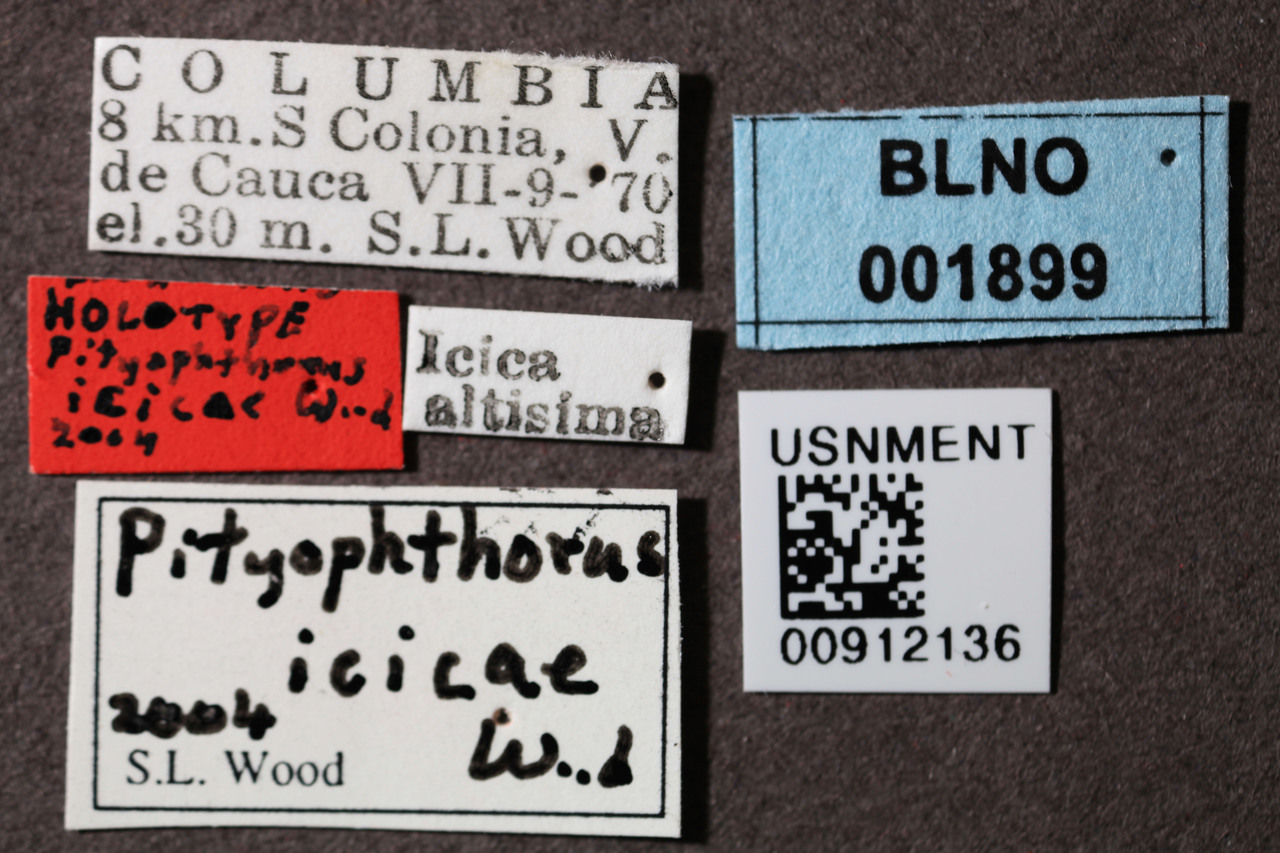 COLUMBIA
8 km.S Colonia, V.
de Cauca VII-9-'70
el.30 m. S.L.Wood
BLNO
001899
HOLOTYPE
Pityophthorus
icicae Wood
2004
Icica
altisima
USNMENT
00912136
Pityophthorus
icicae
2004 Wood
S.L. Wood